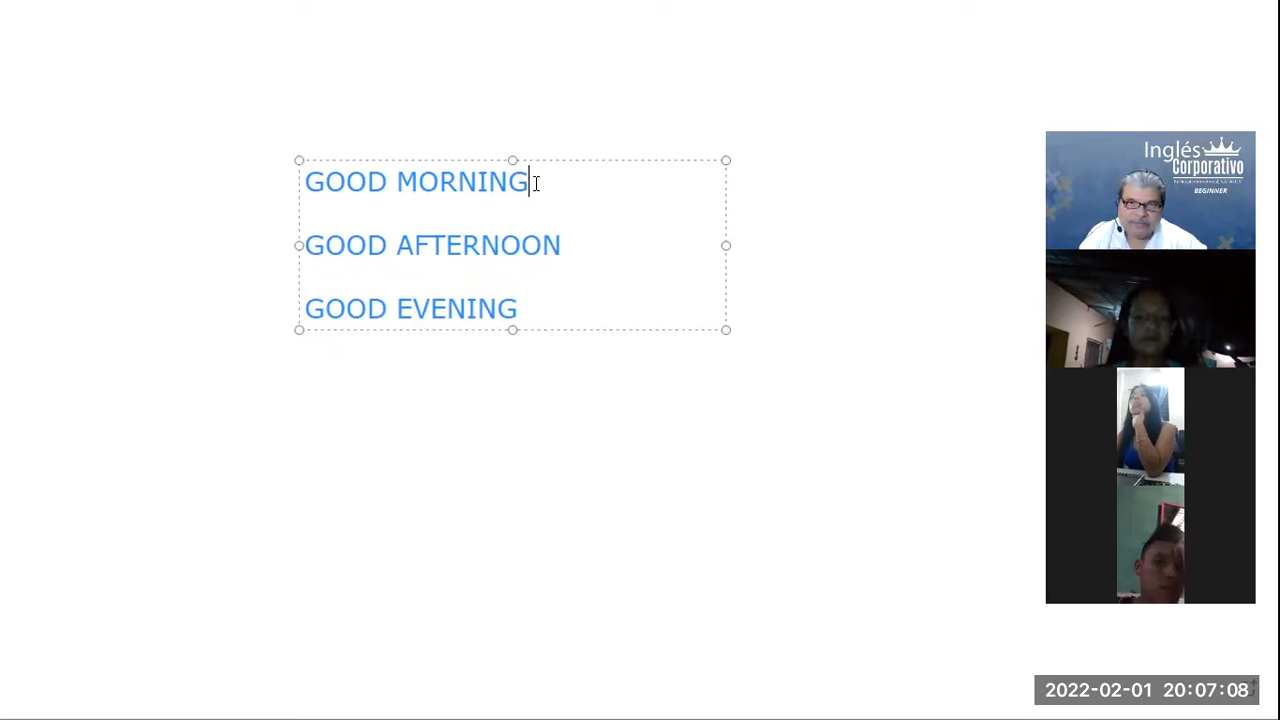 GOOD MORNING
GOOD AFTERNOON
GOOD EVENING
Inglés
Corporativo
BEGINNER
2022-02-01 20:07:08